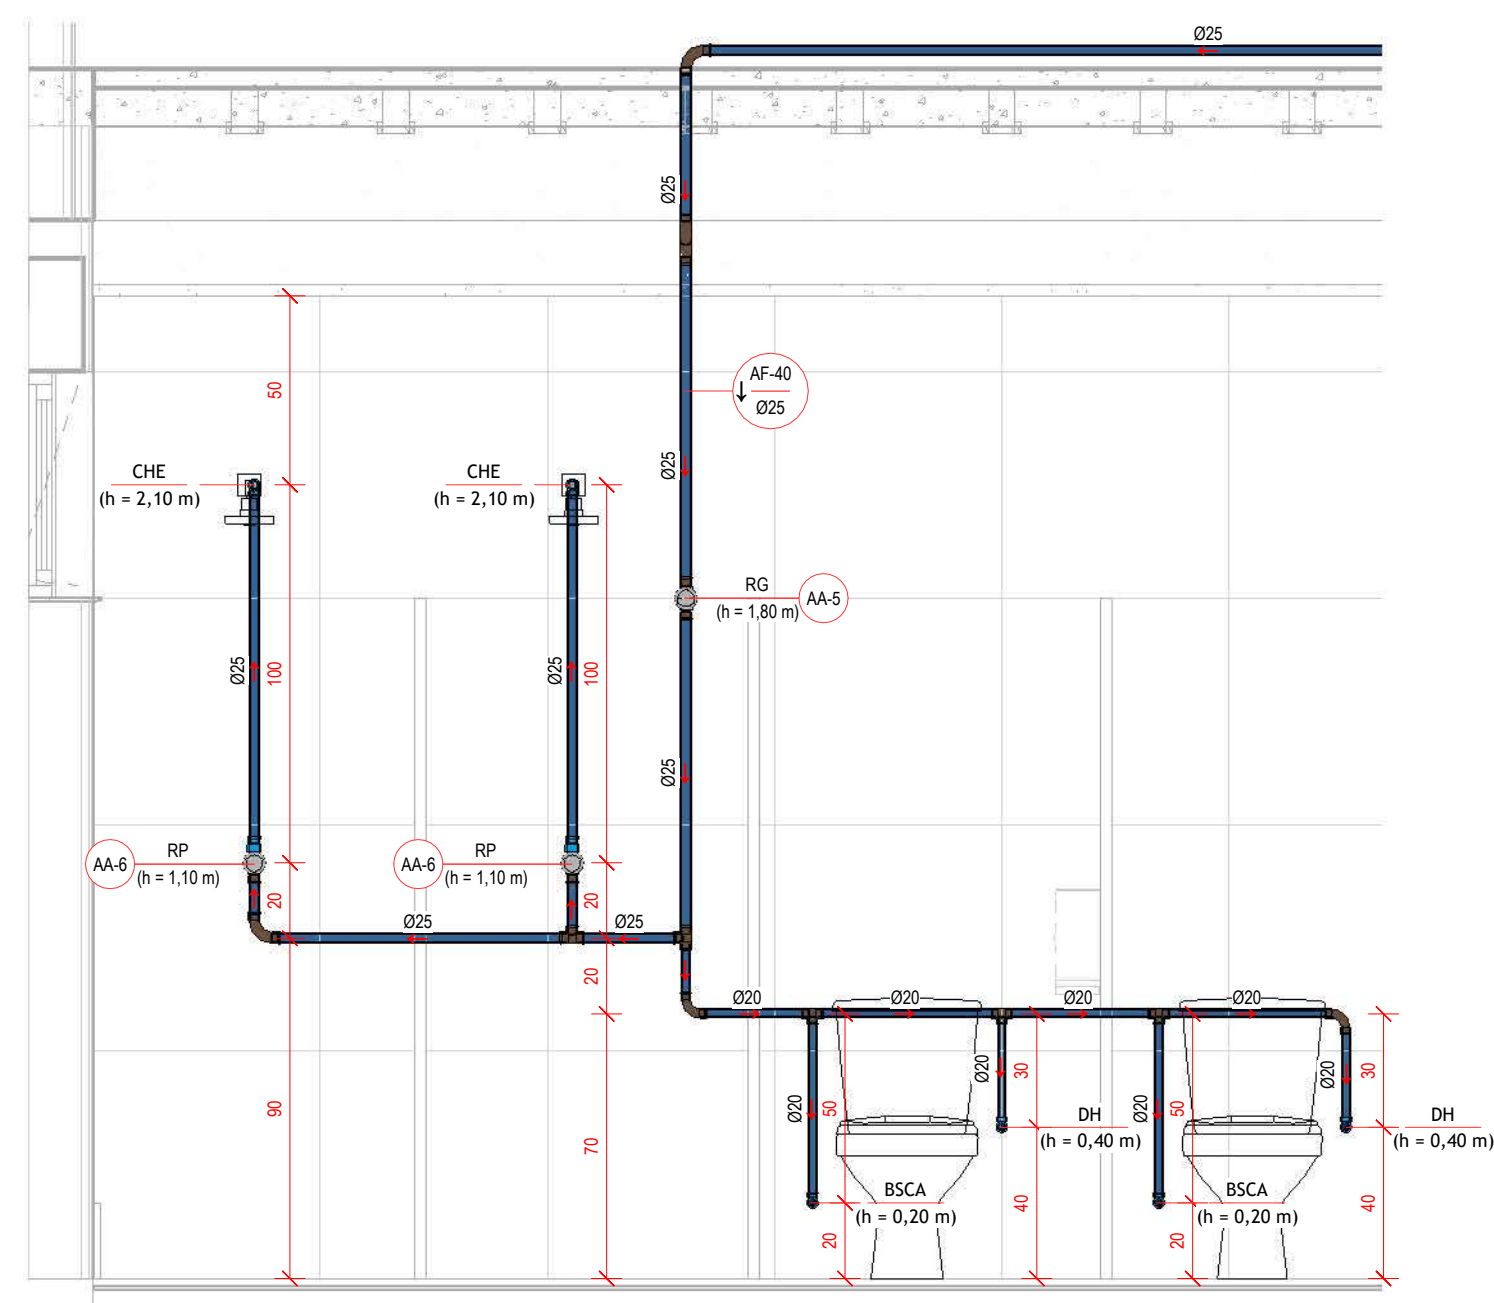 Ø25
Ø25
50
AF-40
Ø25
Ø25
CHE
(h = 2,10 m)
CHE
(h = 2,10 m)
RG
(h = 1,80 m)
AA-5
Ø25
100
Ø25
100
Ø25
AA-6
RP
(h = 1,10 m)
AA-6
RP
(h = 1,10 m)
20
20
Ø25
Ø25
20
Ø20
Ø20
Ø20
Ø20
90
70
Ø20
50
Ø20
30
Ø20
50
Ø20
30
DH
(h = 0,40 m)
DH
(h = 0,40 m)
BSCA
(h = 0,20 m)
BSCA
(h = 0,20 m)
20
40
20
40